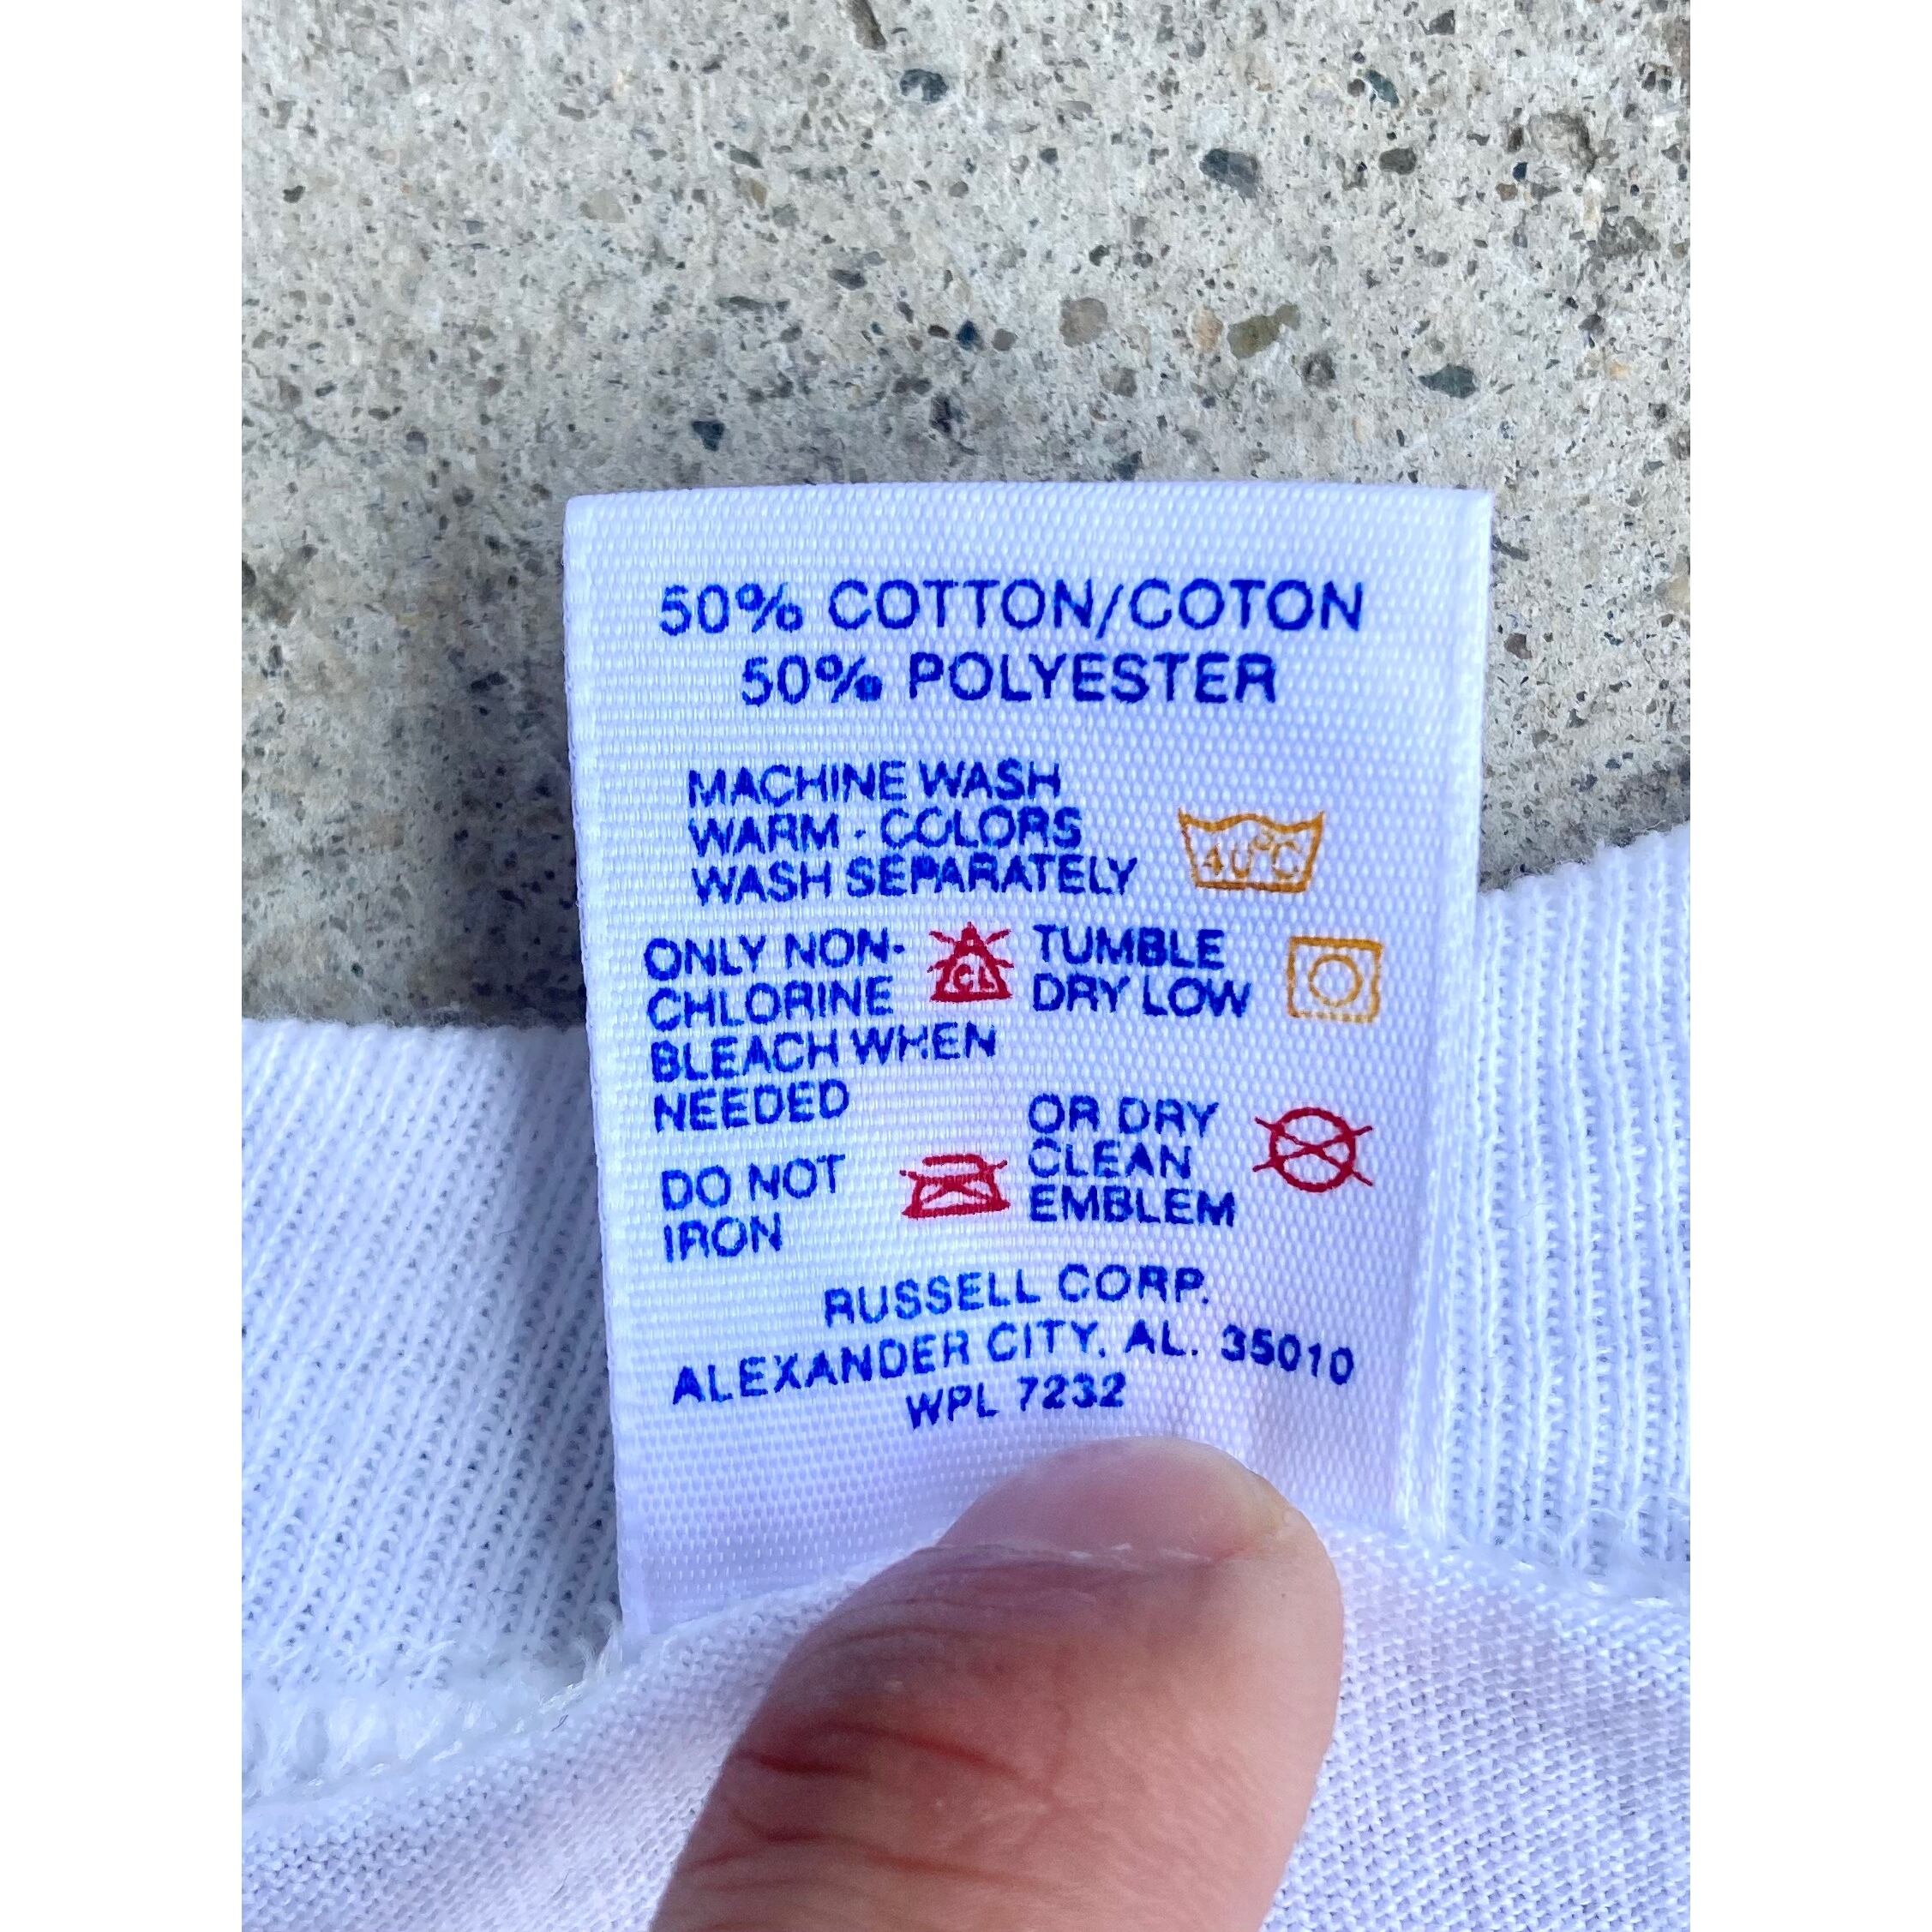 50% COTTON/COTON
50% POLYESTER
MACHINE WASH
WARM - COLORS
WASH SEPARATELY
40°C
ONLY NON-
CHLORINE
BLEACH WHEN
NEEDED
CL
TUMBLE
DRY LOW
DO NOT
IRON
OR DRY
CLEAN
EMBLEM
RUSSELL CORP.
ALEXANDER CITY, AL. 35010
WPL 7232